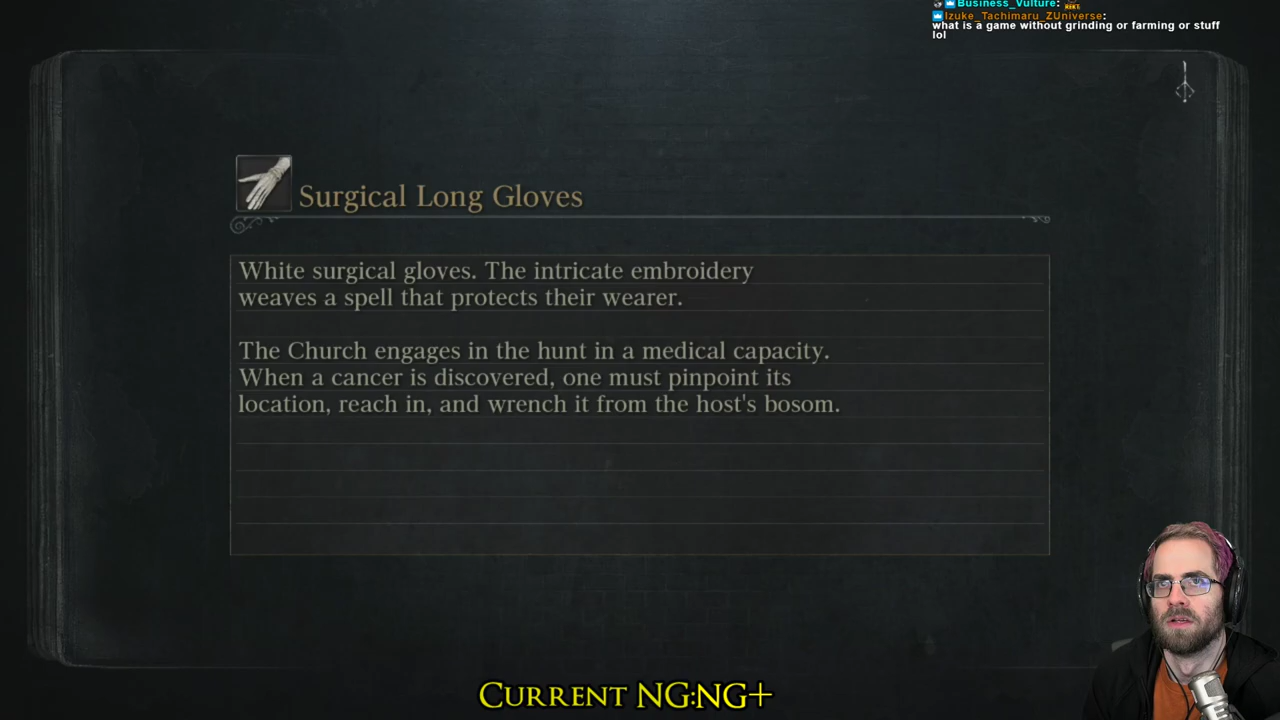 Business_Vulture:
Izuke_Tachimaru_ZUniverse:
what is a game without grinding or farming or stuff
lol
Surgical Long Gloves
White surgical gloves. The intricate embroidery
weaves a spell that protects their wearer.
The Church engages in the hunt in a medical capacity.
When a cancer is discovered, one must pinpoint its
location, reach in, and wrench it from the host's bosom.
Current NG:NG+